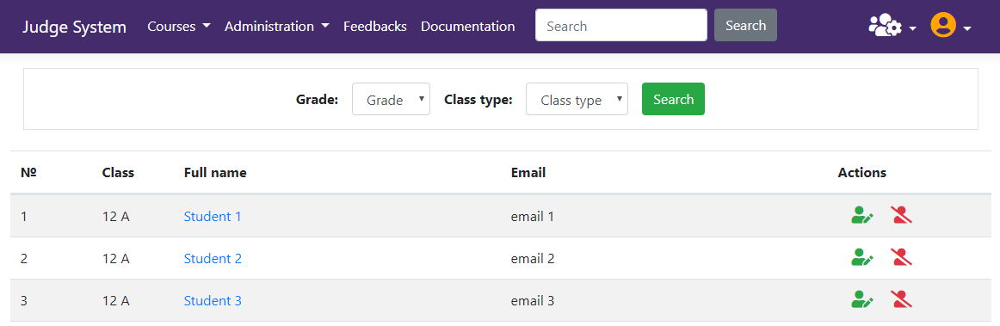 Judge System Courses Administration Feedbacks Documentation Search Search
Grade: Grade Class type: Class type Search
№ Class Full name Email Actions
1 12 A Student 1 email 1
2 12 A Student 2 email 2
3 12 A Student 3 email 3